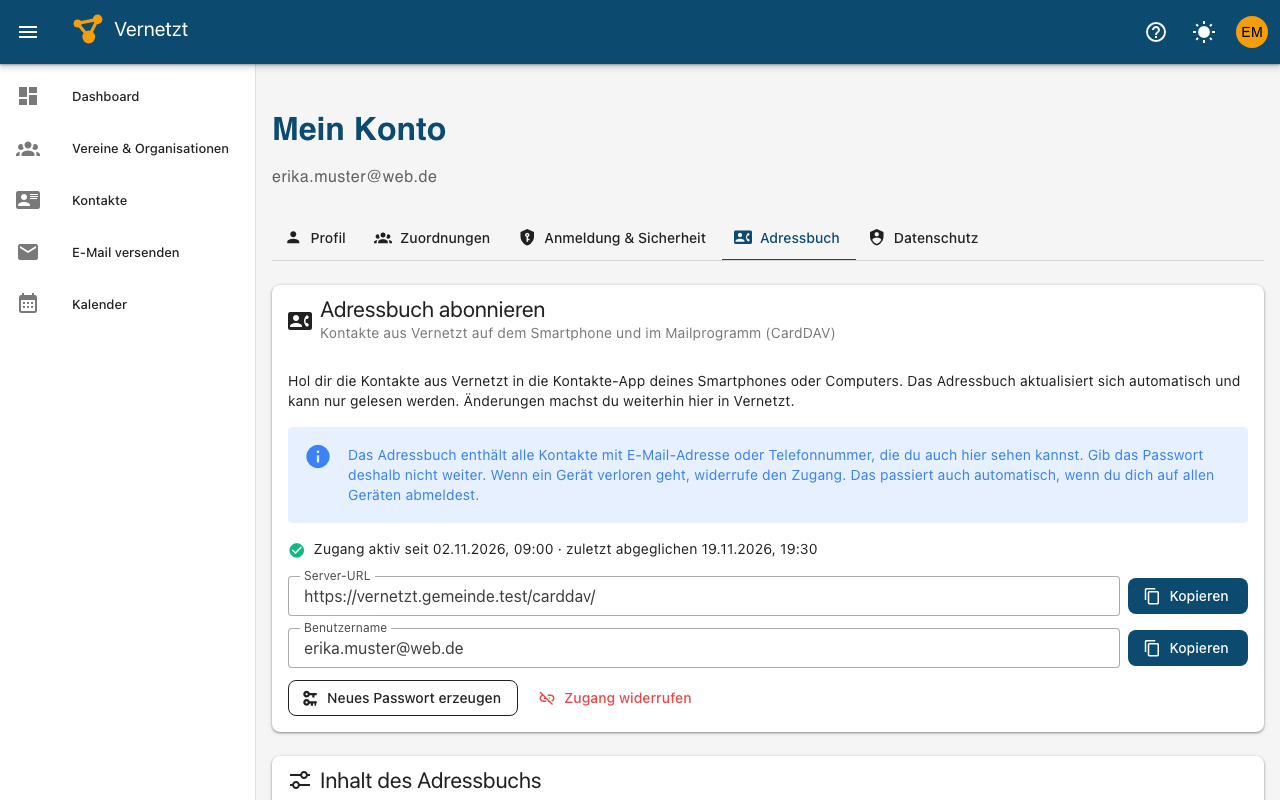 Vernetzt
EM
Dashboard
Vereine & Organisationen
Kontakte
E-Mail versenden
Kalender
Mein Konto
erika.muster@web.de
Profil
Zuordnungen
Anmeldung & Sicherheit
Adressbuch
Datenschutz
Adressbuch abonnieren
Kontakte aus Vernetzt auf dem Smartphone und im Mailprogramm (CardDAV)
Hol dir die Kontakte aus Vernetzt in die Kontakte-App deines Smartphones oder Computers. Das Adressbuch aktualisiert sich automatisch und
kann nur gelesen werden. Änderungen machst du weiterhin hier in Vernetzt.
Das Adressbuch enthält alle Kontakte mit E-Mail-Adresse oder Telefonnummer, die du auch hier sehen kannst. Gib das Passwort
deshalb nicht weiter. Wenn ein Gerät verloren geht, widerrufe den Zugang. Das passiert auch automatisch, wenn du dich auf allen
Geräten abmeldest.
Zugang aktiv seit 02.11.2026, 09:00 · zuletzt abgeglichen 19.11.2026, 19:30
Server-URL
https://vernetzt.gemeinde.test/carddav/
Kopieren
Benutzername
erika.muster@web.de
Kopieren
Neues Passwort erzeugen
Zugang widerrufen
Inhalt des Adressbuchs